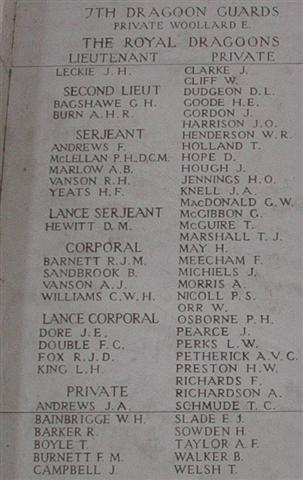 7TH DRAGOON GUARDS
PRIVATE WOOLLARD E.
THE ROYAL DRAGOONS
LIEUTENANT
LECKIE J. H.
SECOND LIEUT
BAGSHAWE G. H.
BURN A. H. R.
SERJEANT
ANDREWS F.
McLELLAN P. H., D.C.M.
MARLOW A. B.
VANSON R. H.
YEATS H. F.
LANCE SERJEANT
HEWITT D. M.
CORPORAL
BARNETT R. J. M.
SANDBROOK B.
VANSON A. J.
WILLIAMS C. W. H.
LANCE CORPORAL
DORE J. E.
DOUBLE F. C.
FOX R. J. D.
KING L. H.
PRIVATE
ANDREWS J. A.
BAINBRIGGE W. H.
BARKER R.
BOYLE T.
BURNETT F. M.
CAMPBELL J.
PRIVATE
CLARKE J.
CLIFF W.
DUDGEON D. L.
GOODE H. E.
GORDON J.
HARRISON J. O.
HENDERSON W. R.
HOLLAND T.
HOPE D.
HOUGH J.
JENNINGS H. O.
KNELL J. A.
MACDONALD G. W.
McGIBBON G.
McGUIRE T.
MARSHALL T. J.
MAY H.
MEECHAM F.
MICHIELS J.
MORRIS A.
NICOLL P. S.
ORR W.
OSBORNE P. H.
PEARCE J.
PERKS L. W.
PETHERICK A. V. C.
PRESTON H. W.
RICHARDS F.
RICHARDSON A.
SCHMUDE T. C.
SLADE E. J.
SOWDEN H.
TAYLOR A. F.
WALKER B.
WELSH T.